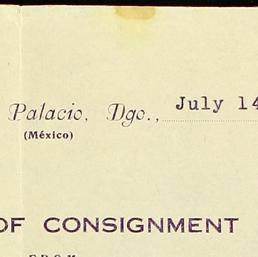 Palacio, Dgo., July 14
(México)
OF CONSIGNMENT